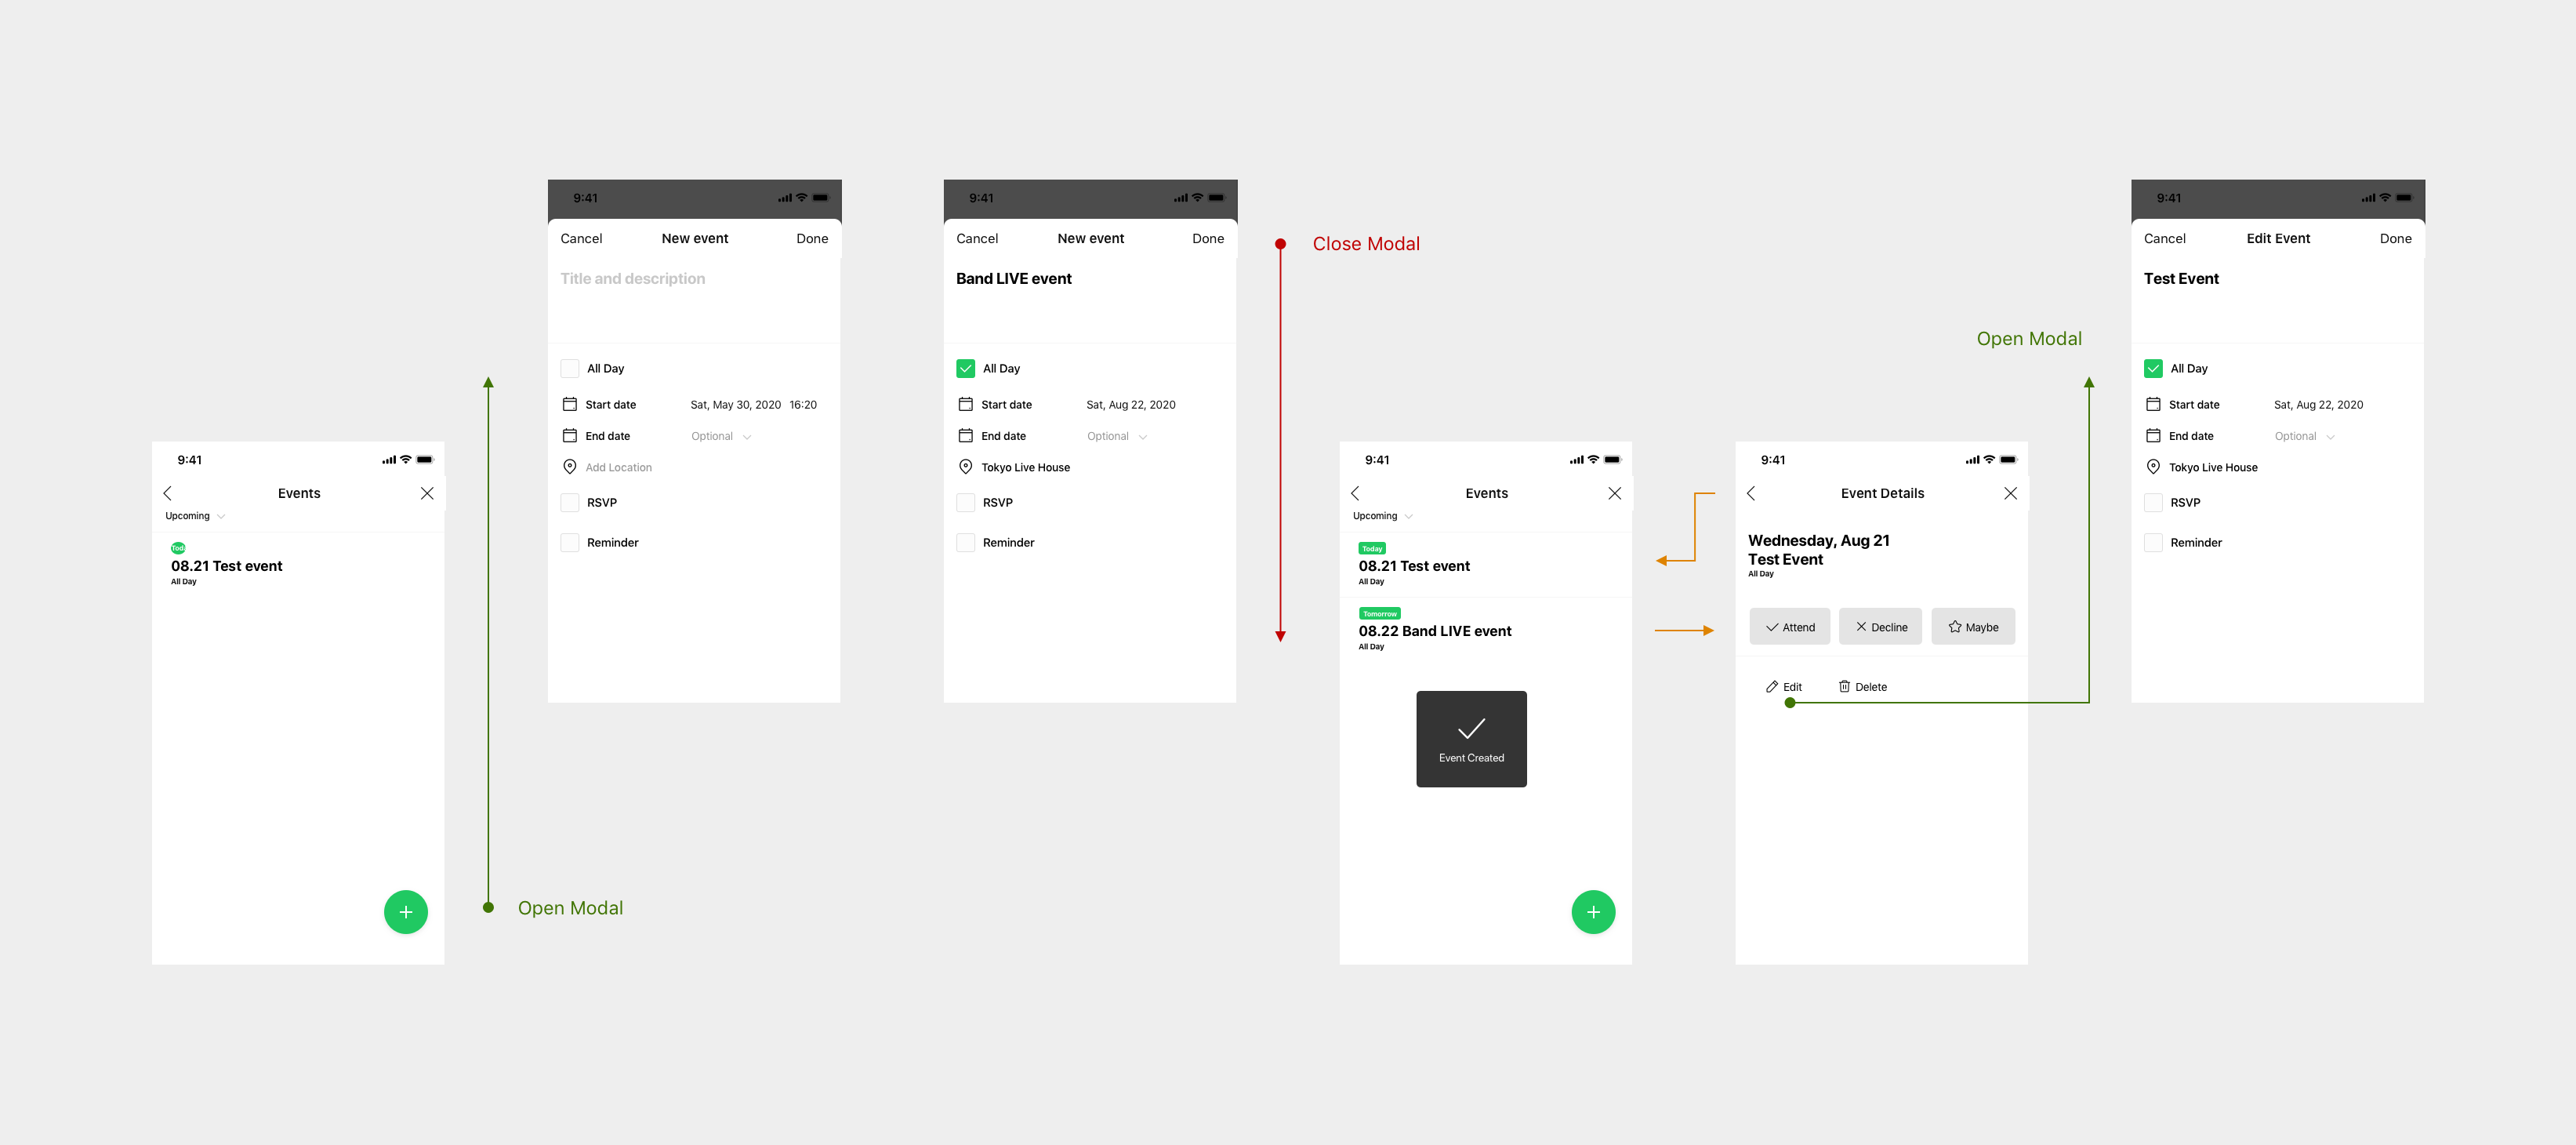 9:41
Events
Upcoming
Toda
08.21 Test event
All Day
Open Modal
9:41
Cancel New event Done
Title and description
All Day
Start date Sat, May 30, 2020 16:20
End date Optional
Add Location
RSVP
Reminder
9:41
Cancel New event Done
Band LIVE event
All Day
Start date Sat, Aug 22, 2020
End date Optional
Tokyo Live House
RSVP
Reminder
Close Modal
9:41
Events
Upcoming
Today
08.21 Test event
All Day
Tomorrow
08.22 Band LIVE event
All Day
Event Created
9:41
Event Details
Wednesday, Aug 21
Test Event
All Day
Attend Decline Maybe
Edit Delete
Open Modal
9:41
Cancel Edit Event Done
Test Event
All Day
Start date Sat, Aug 22, 2020
End date Optional
Tokyo Live House
RSVP
Reminder